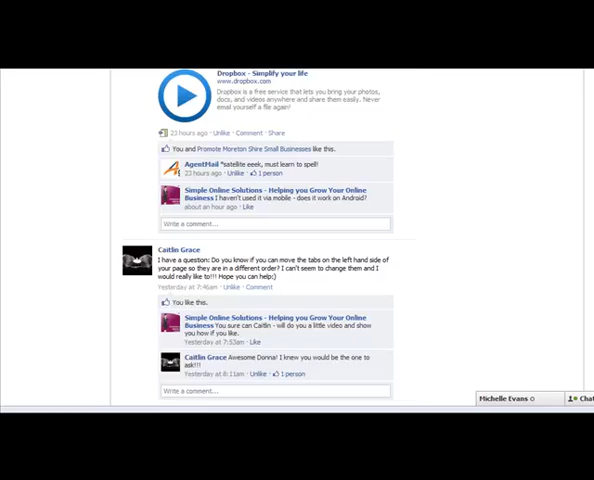 Dropbox - Simplify your life
www.dropbox.com
Dropbox is a free service that lets you bring your photos,
docs, and videos anywhere and share them easily. Never
email yourself a file again!
23 hours ago · Unlike · Comment · Share
You and Promote Moreton Shire Small Businesses like this.
AgentMail *satellite eeek, must learn to spell!
23 hours ago · Unlike · 1 person
Simple Online Solutions - Helping you Grow Your Online
Business I haven't used it via mobile - does it work on Android?
about an hour ago · Like
Write a comment...
Caitlin Grace
I have a question: Do you know if you can move the tabs on the left hand side of
your page so they are in a different order? I can't seem to change them and I
would really like to!!! Hope you can help;)
Yesterday at 7:46am · Unlike · Comment
You like this.
Simple Online Solutions - Helping you Grow Your Online
Business You sure can Caitlin - will do you a little video and show
you how if you like.
Yesterday at 7:53am · Like
Caitlin Grace Awesome Donna! I knew you would be the one to
ask!!!
Yesterday at 8:11am · Unlike · 1 person
Write a comment...
Michelle Evans
Chat